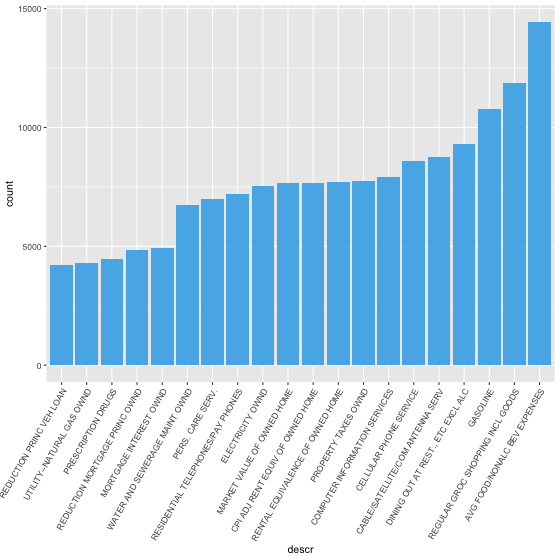 15000
10000
5000
0
count
REDUCTION PRINC VEH LOAN
UTILITY--NATURAL GAS OWND
PRESCRIPTION DRUGS
REDUCTION MORTGAGE PRINC OWND
MORTGAGE INTEREST OWND
WATER AND SEWERAGE MAINT OWND
PERS. CARE SERV.
RESIDENTIAL TELEPHONES/PAY PHONES
ELECTRICITY OWND
MARKET VALUE OF OWNED HOME
CPI ADJ RENT EQUIV OF OWNED HOME
RENTAL EQUIVALENCE OF OWNED HOME
PROPERTY TAXES OWND
COMPUTER INFORMATION SERVICES
CELLULAR PHONE SERVICE
CABLE/SATELLITE/COM ANTENNA SERV
DINING OUT AT REST.. ETC EXCL ALC
GASOLINE
REGULAR GROC SHOPPING INCL GOODS
AVG FOOD/NONALC BEV EXPENSES
descr